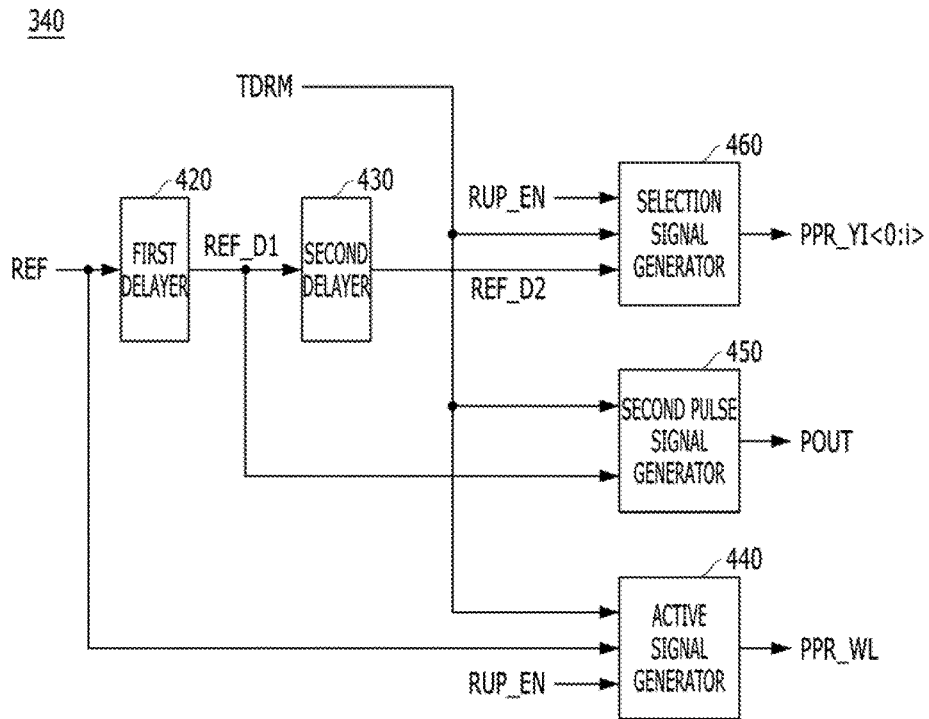 340
TDRM
460
420
430
RUP_EN
SELECTION
SIGNAL
GENERATOR
PPR_YI<0:i>
REF
FIRST
DELAYER
REF_D1
SECOND
DELAYER
REF_D2
450
SECOND PULSE
SIGNAL
GENERATOR
POUT
440
ACTIVE
SIGNAL
GENERATOR
PPR_WL
RUP_EN